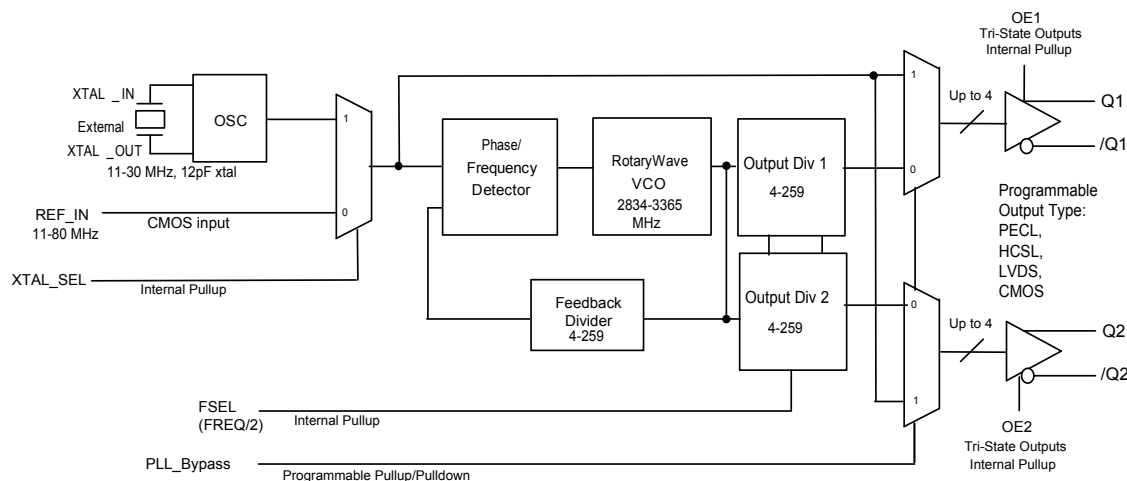 OE1
Tri-State Outputs
Internal Pullup
XTAL _IN
External
XTAL _OUT
11-30 MHz, 12pF xtal
OSC
1
0
REF_IN
11-80 MHz
CMOS input
XTAL_SEL
Internal Pullup
Phase/
Frequency
Detector
RotaryWave
VCO
2834-3365
MHz
Output Div 1
4-259
Feedback
Divider
4-259
Output Div 2
4-259
1
0
Up to 4
Q1
/Q1
Programmable
Output Type:
PECL,
HCSL,
LVDS,
CMOS
0
1
Up to 4
Q2
/Q2
OE2
Tri-State Outputs
Internal Pullup
FSEL
(FREQ/2)
Internal Pullup
PLL_Bypass
Programmable Pullup/Pulldown